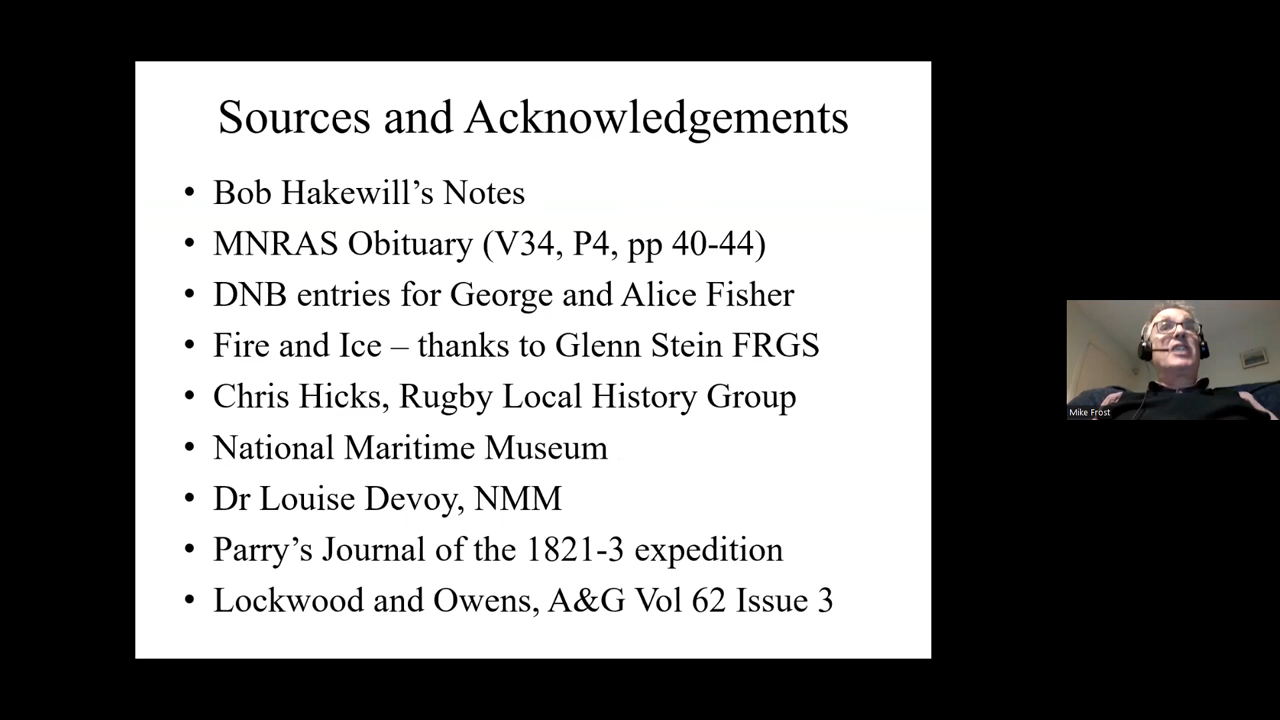 Sources and Acknowledgements
• Bob Hakewill’s Notes
• MNRAS Obituary (V34, P4, pp 40-44)
• DNB entries for George and Alice Fisher
• Fire and Ice – thanks to Glenn Stein FRGS
• Chris Hicks, Rugby Local History Group
• National Maritime Museum
• Dr Louise Devoy, NMM
• Parry’s Journal of the 1821-3 expedition
• Lockwood and Owens, A&G Vol 62 Issue 3
Mike Frost